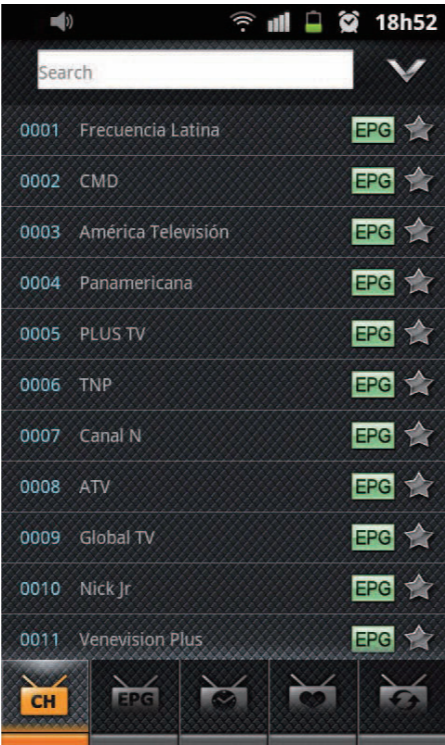 18h52
Search
0001 Frecuencia Latina EPG
0002 CMD EPG
0003 América Televisión EPG
0004 Panamericana EPG
0005 PLUS TV EPG
0006 TNP EPG
0007 Canal N EPG
0008 ATV EPG
0009 Global TV EPG
0010 Nick Jr EPG
0011 Venevision Plus EPG
CH EPG